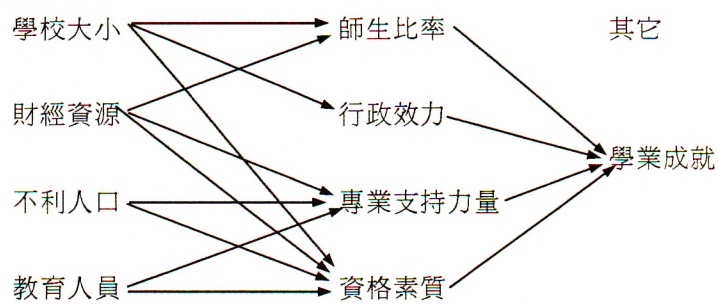 學校大小 師生比率 其它
財經資源 行政效力
學業成就
不利人口 專業支持力量
教育人員 資格素質